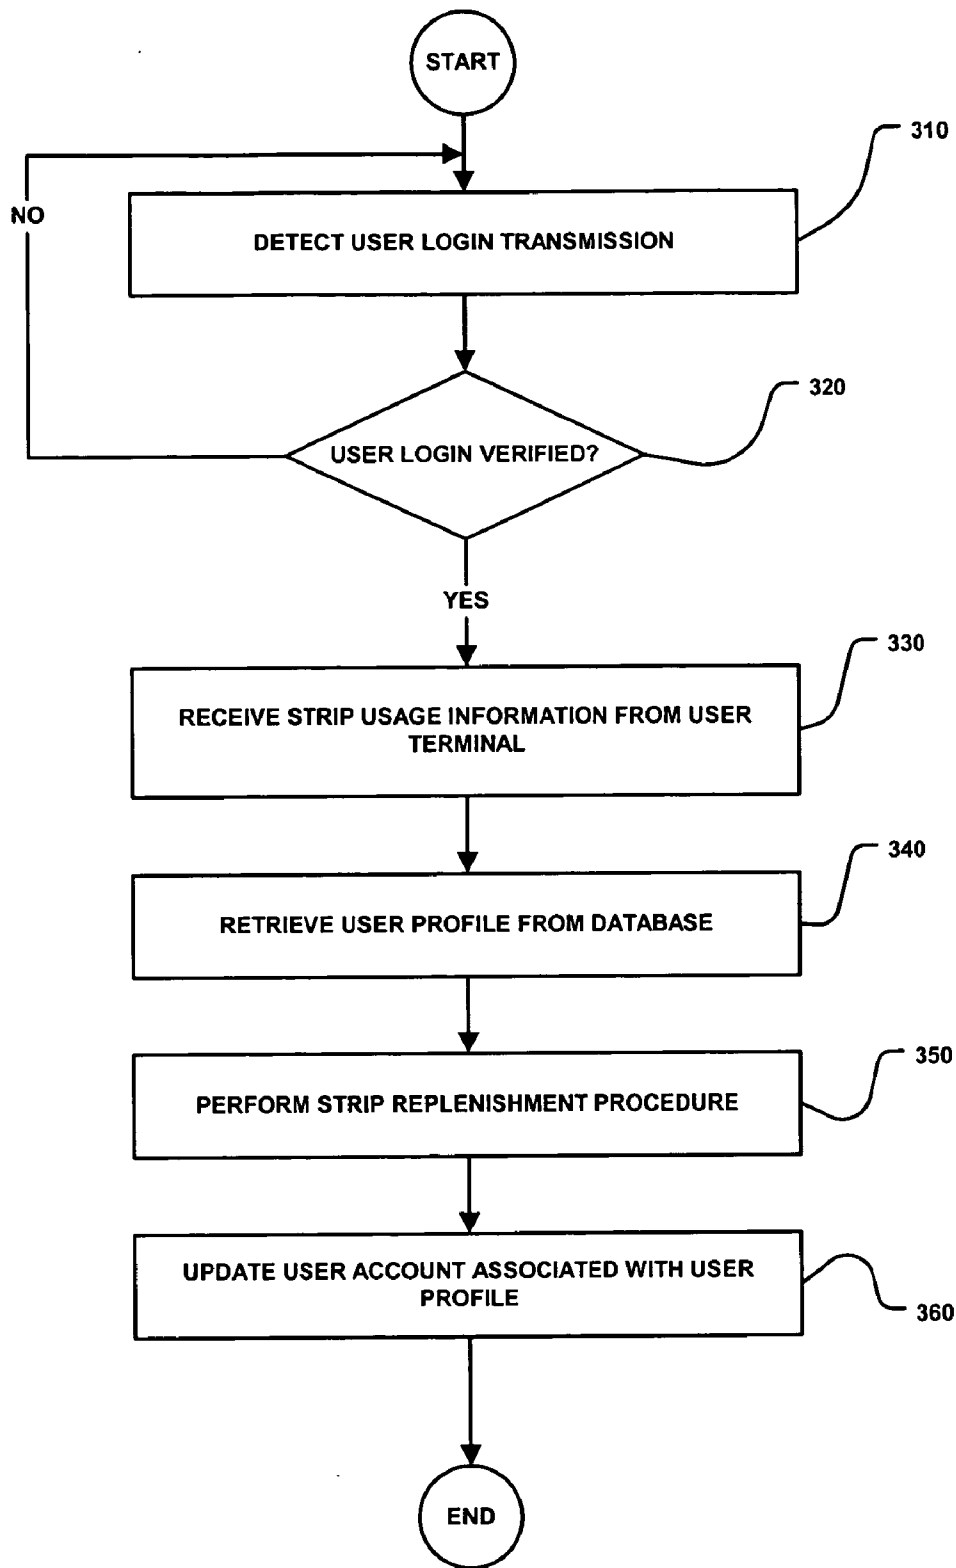 START
310
NO
DETECT USER LOGIN TRANSMISSION
320
USER LOGIN VERIFIED?
YES
330
RECEIVE STRIP USAGE INFORMATION FROM USER
TERMINAL
340
RETRIEVE USER PROFILE FROM DATABASE
350
PERFORM STRIP REPLENISHMENT PROCEDURE
UPDATE USER ACCOUNT ASSOCIATED WITH USER
PROFILE
360
END